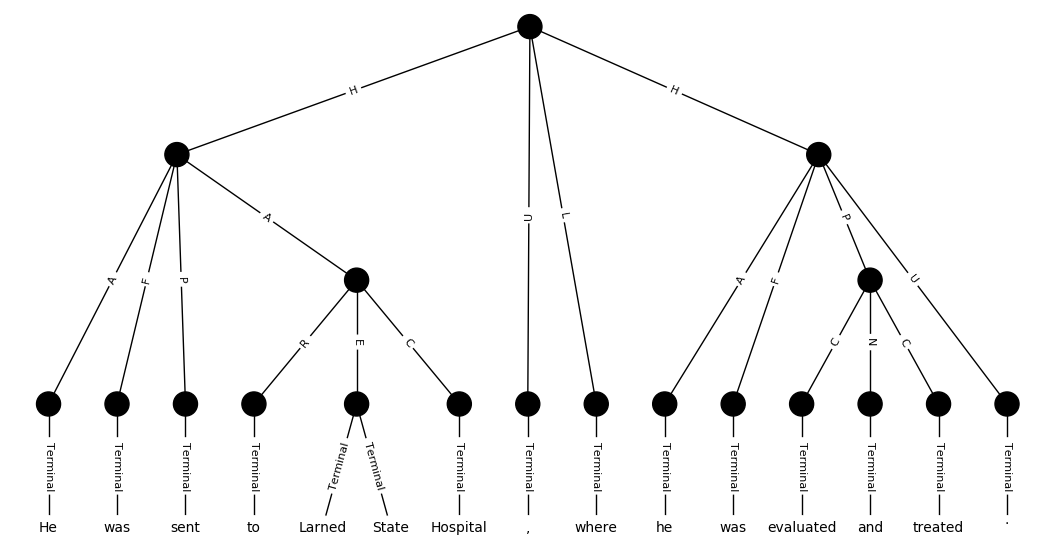 H H
A U L
A F P A F P U
R E C C N C
Terminal Terminal Terminal Terminal Terminal Terminal Terminal Terminal Terminal Terminal Terminal Terminal Terminal Terminal Terminal
He was sent to Larned State Hospital , where he was evaluated and treated .